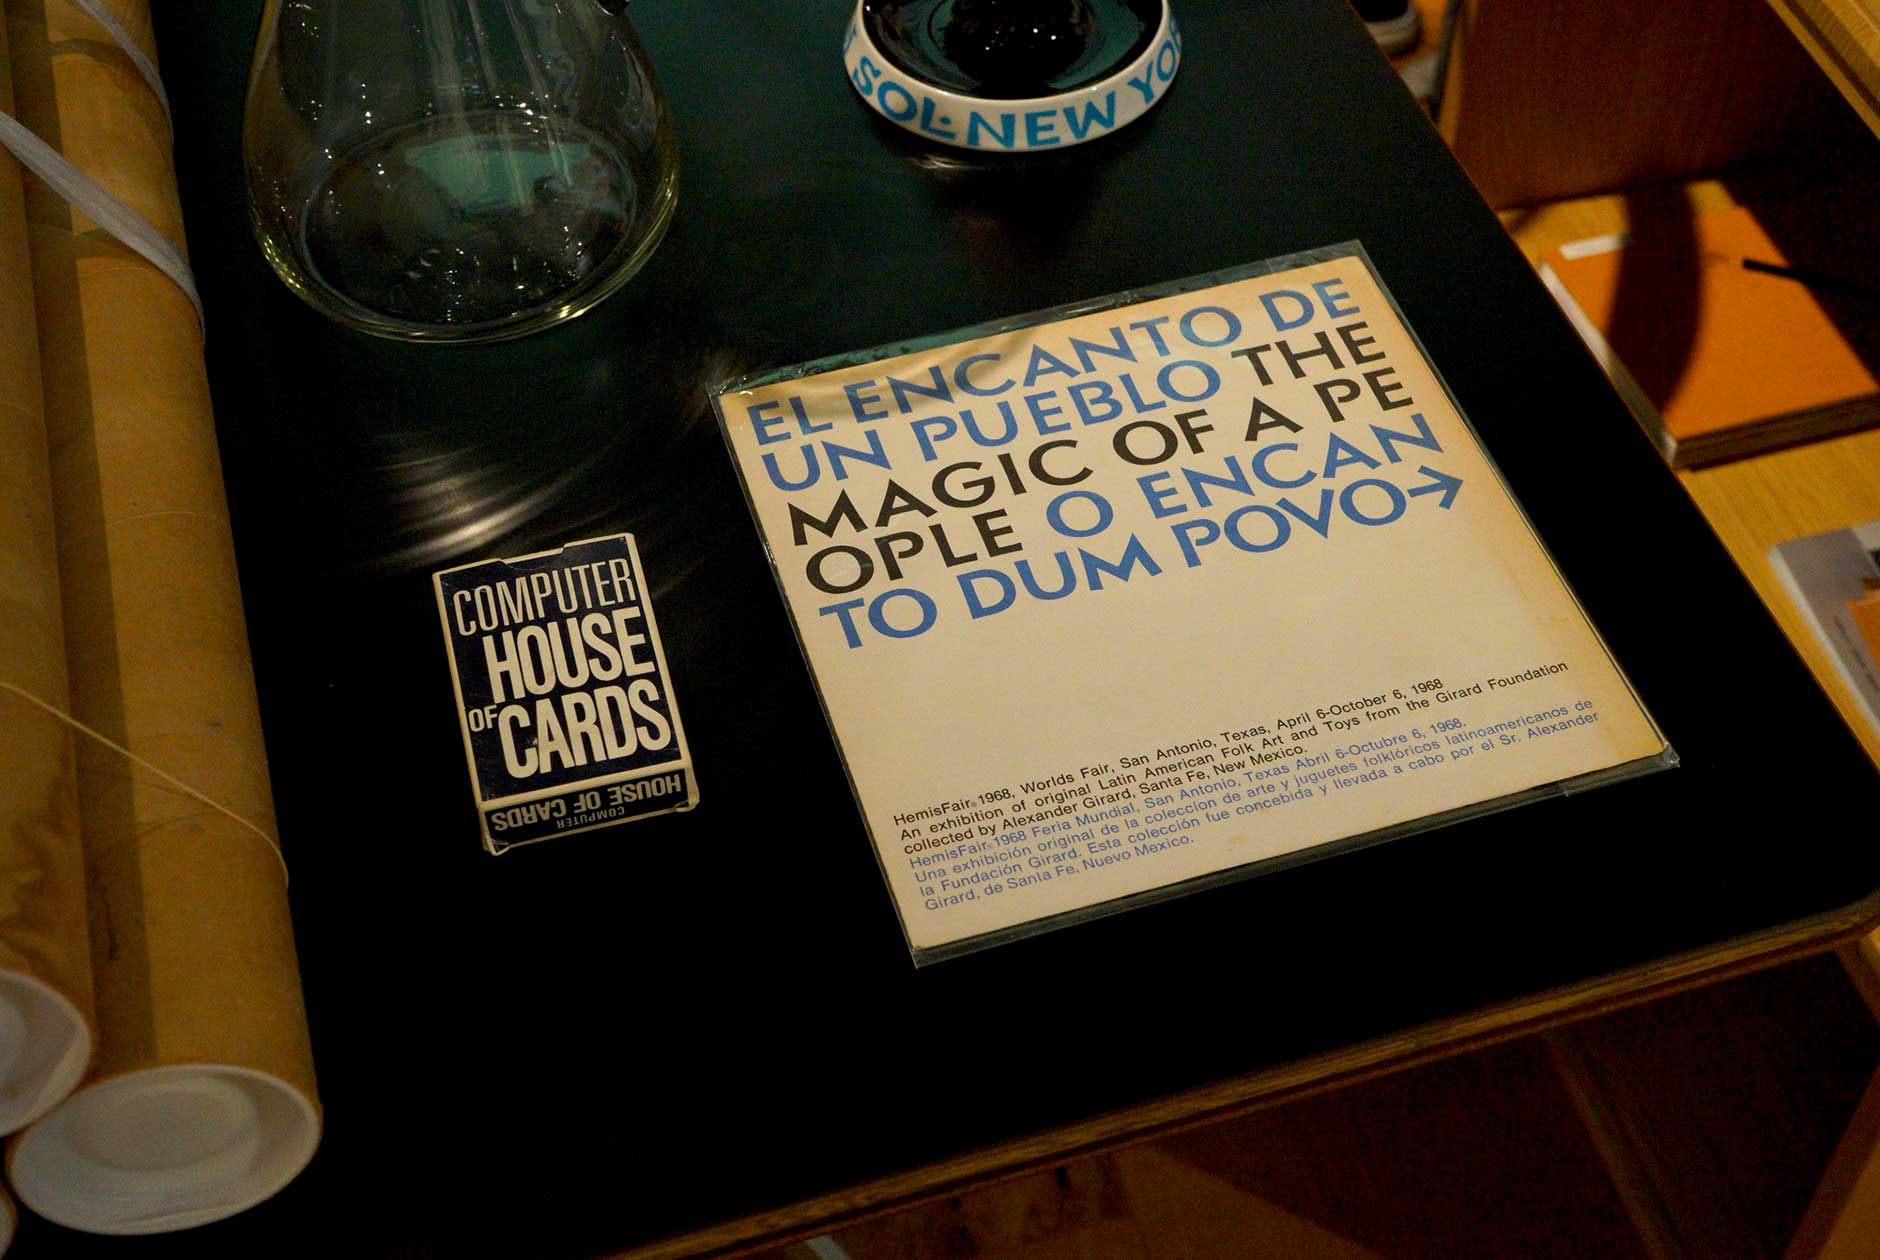 SOL·NEW YO
EL ENCANTO DE
UN PUEBLO THE
MAGIC OF A PE
OPLE O ENCAN
TO DUM POVO→
HemisFair® 1968, Worlds Fair, San Antonio, Texas, April 6-October 6, 1968
An exhibition of original Latin American Folk Art and Toys from the Girard Foundation
collected by Alexander Girard, Santa Fe, New Mexico.
HemisFair® 1968 Feria Mundial, San Antonio, Texas Abril 6-Octubre 6, 1968.
Una exhibición original de la coleccion de arte y juguetes folklóricos latinoamericanos de
la Fundación Girard. Esta colección fue concebida y llevada a cabo por el Sr. Alexander
Girard, de Santa Fe, Nuevo Mexico.
COMPUTER
HOUSE
OF CARDS
COMPUTER
HOUSE OF CARDS